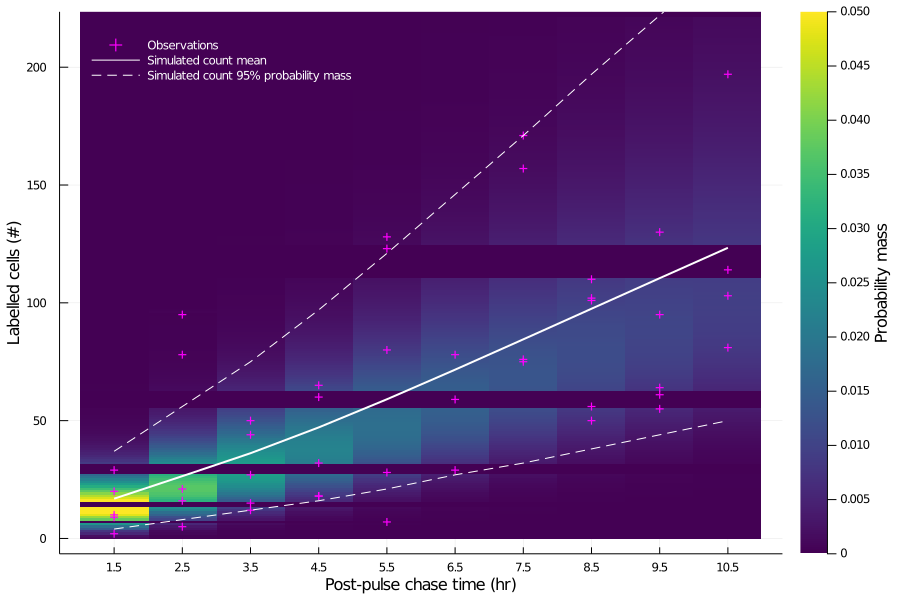 Observations
Simulated count mean
Simulated count 95% probability mass
Labelled cells (#)
200
150
100
50
0
1.5 2.5 3.5 4.5 5.5 6.5 7.5 8.5 9.5 10.5
Post-pulse chase time (hr)
0.050
0.045
0.040
0.035
0.030
0.025
0.020
0.015
0.010
0.005
0
Probability mass